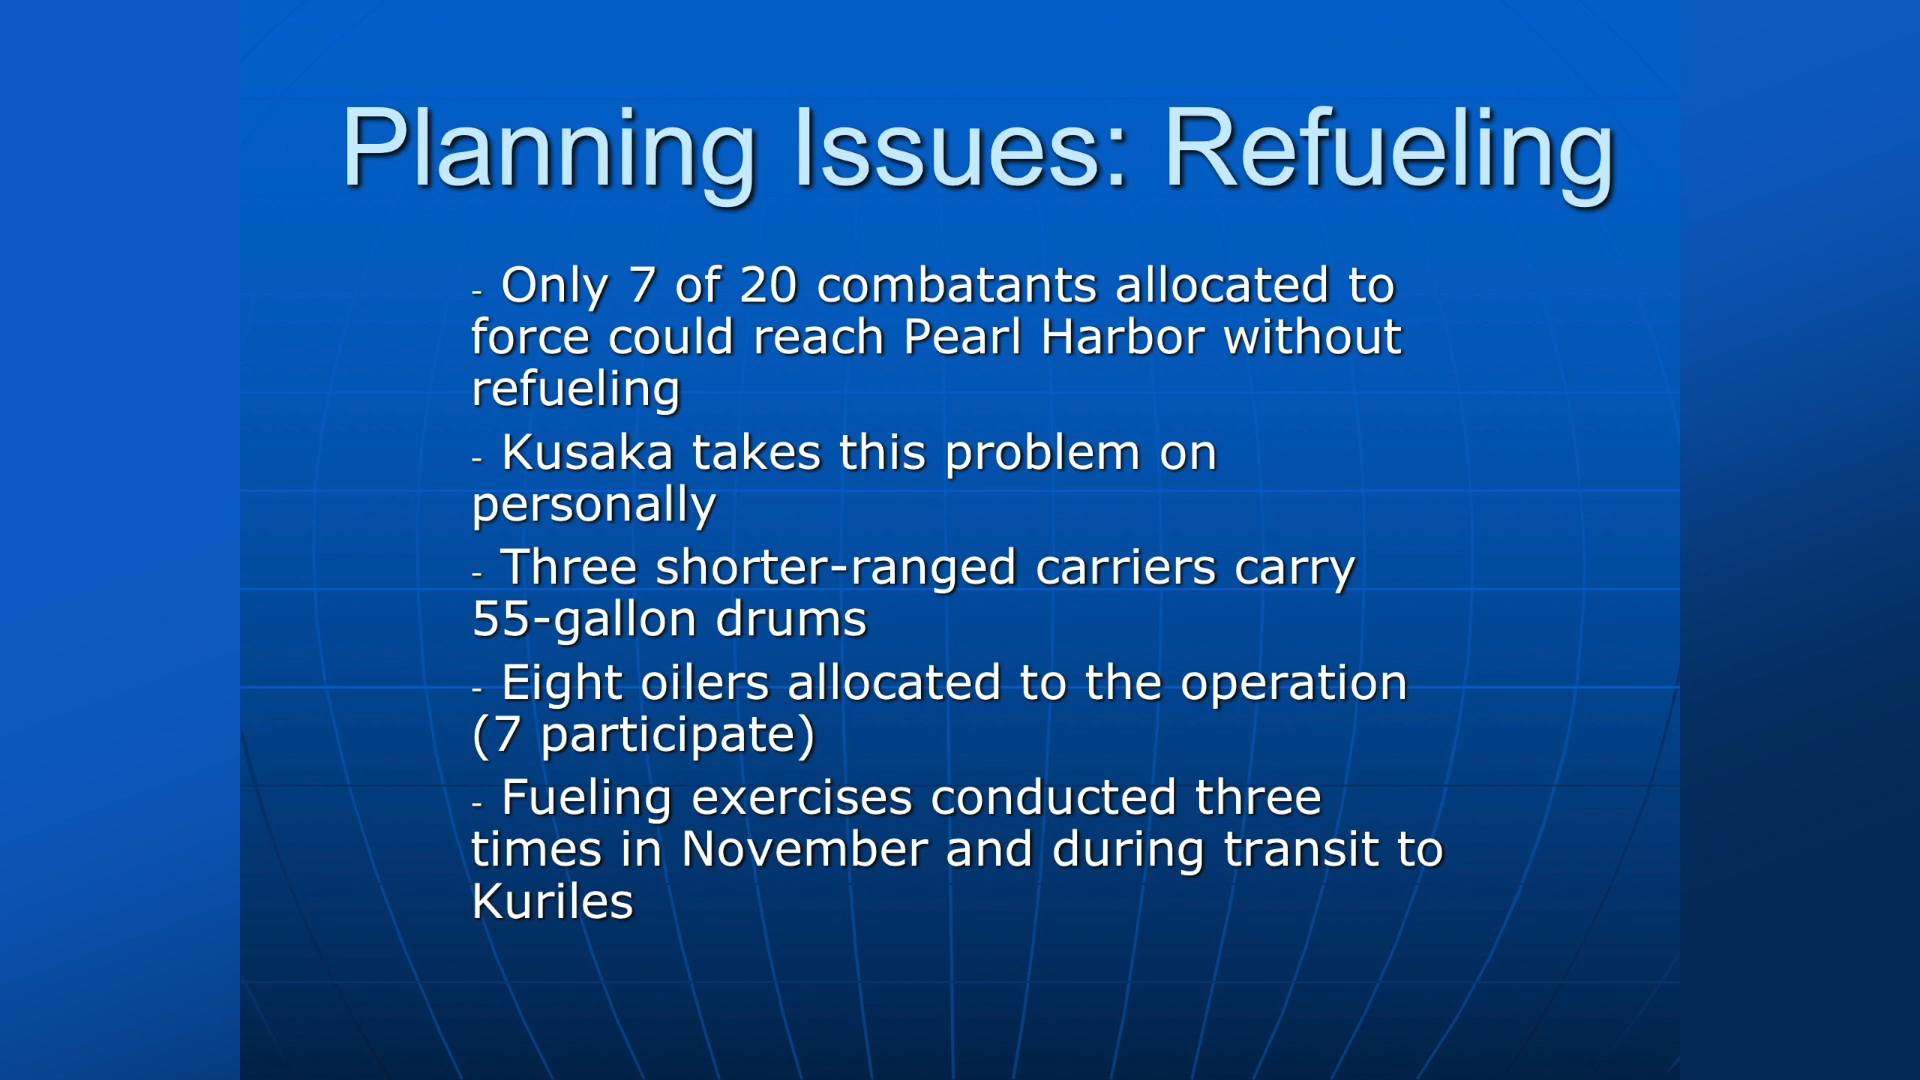 Planning Issues: Refueling
- Only 7 of 20 combatants allocated to
force could reach Pearl Harbor without
refueling
- Kusaka takes this problem on
personally
- Three shorter-ranged carriers carry
55-gallon drums
- Eight oilers allocated to the operation
(7 participate)
- Fueling exercises conducted three
times in November and during transit to
Kuriles